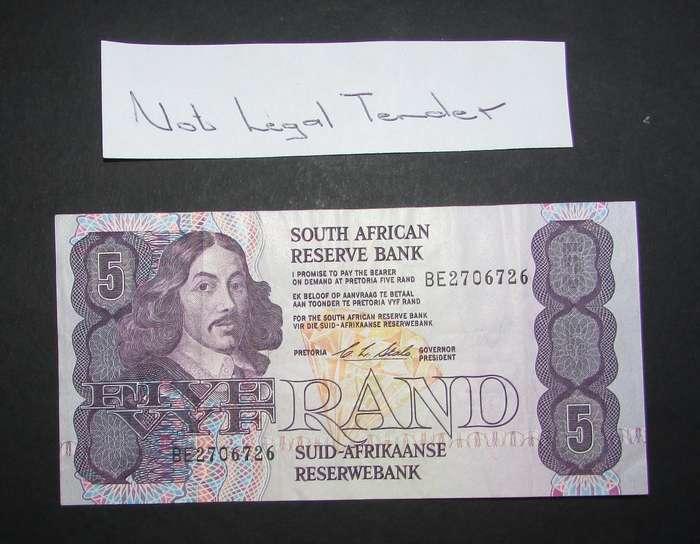 Not Legal Tender
5
SOUTH AFRICAN
RESERVE BANK
I PROMISE TO PAY THE BEARER
ON DEMAND AT PRETORIA FIVE RAND
BE2706726
EK BELOOF OP AANVRAAG TE BETAAL
AAN TOONDER TE PRETORIA VYF RAND
FOR THE SOUTH AFRICAN RESERVE BANK
VIR DIE SUID-AFRIKAANSE RESERWEBANK
PRETORIA
GOVERNOR
PRESIDENT
FIVE
VYF
RAND
BE2706726
SUID-AFRIKAANSE
RESERWEBANK
5